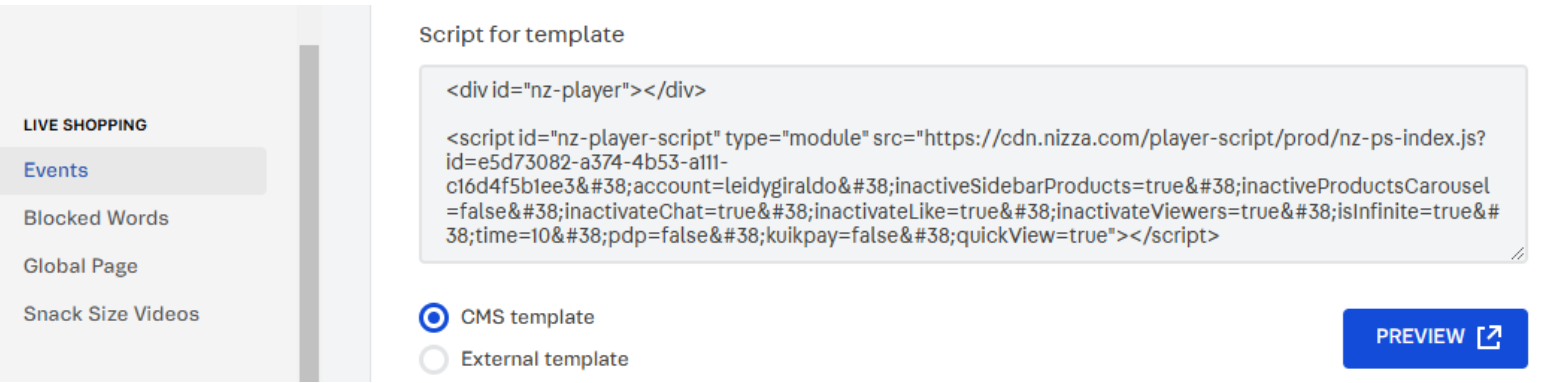 Script for template
<div id="nz-player"></div>
<script id="nz-player-script" type="module" src="https://cdn.nizza.com/player-script/prod/nz-ps-index.js?
id=e5d73082-a374-4b53-a111-
c16d4f5b1ee3&#38;account=leidygiraldo&#38;inactiveSidebarProducts=true&#38;inactiveProductsCarousel
=false&#38;inactivateChat=true&#38;inactivateLike=true&#38;inactivateViewers=true&#38;isInfinite=true&#
38;time=10&#38;pdp=false&#38;kuikpay=false&#38;quickView=true"></script>
LIVE SHOPPING
Events
Blocked Words
Global Page
Snack Size Videos
CMS template
External template
PREVIEW